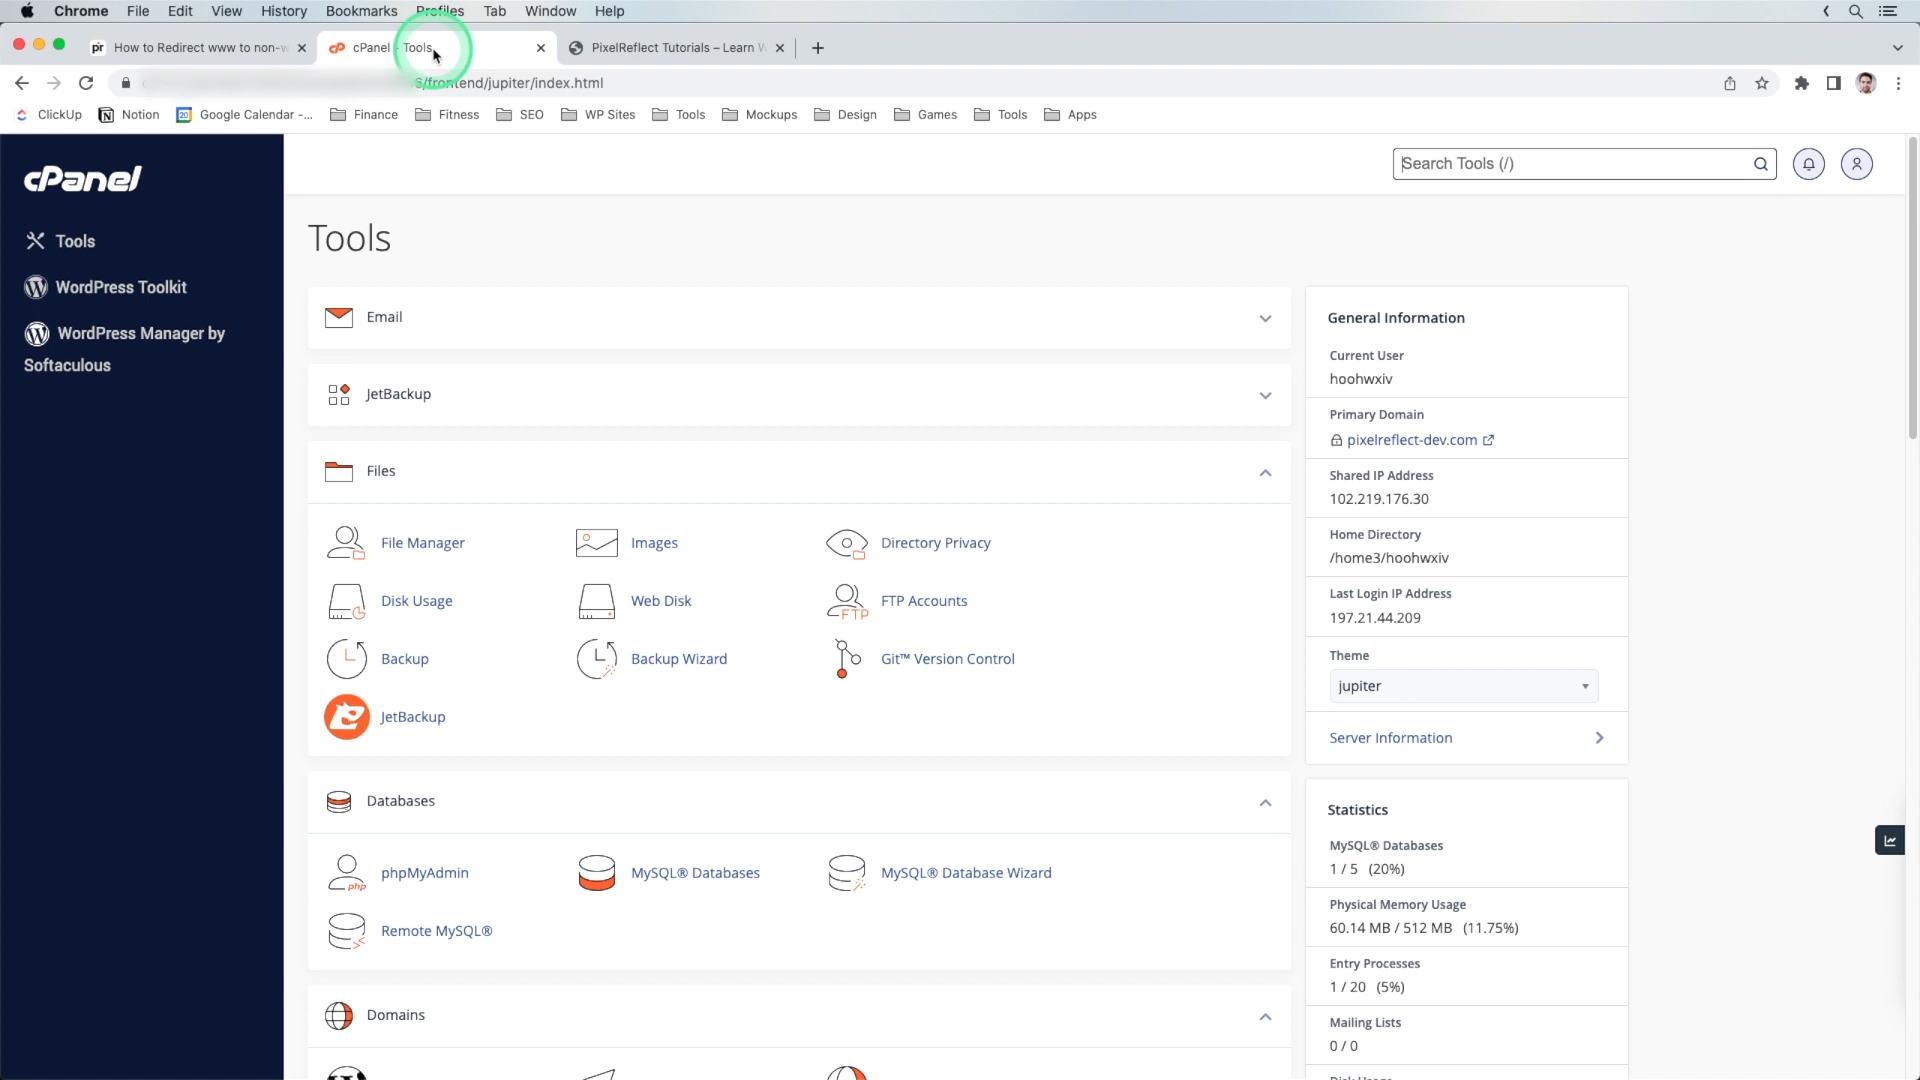 Chrome File Edit View History Bookmarks Profiles Tab Window Help
pr How to Redirect www to non-w
cPanel - Tools
PixelReflect Tutorials – Learn W
/frontend/jupiter/index.html
ClickUp Notion Google Calendar -... Finance Fitness SEO WP Sites Tools Mockups Design Games Tools Apps
cPanel
Search Tools (/)
Tools
WordPress Toolkit
WordPress Manager by
Softaculous
Tools
Email
JetBackup
Files
File Manager Images Directory Privacy
Disk Usage Web Disk FTP Accounts
FTP
Backup Backup Wizard Git™ Version Control
JetBackup
Databases
phpMyAdmin MySQL® Databases MySQL® Database Wizard
php
Remote MySQL®
Domains
General Information
Current User
hoohwxiv
Primary Domain
pixelreflect-dev.com
Shared IP Address
102.219.176.30
Home Directory
/home3/hoohwxiv
Last Login IP Address
197.21.44.209
Theme
jupiter
Server Information
Statistics
MySQL® Databases
1 / 5 (20%)
Physical Memory Usage
60.14 MB / 512 MB (11.75%)
Entry Processes
1 / 20 (5%)
Mailing Lists
0 / 0